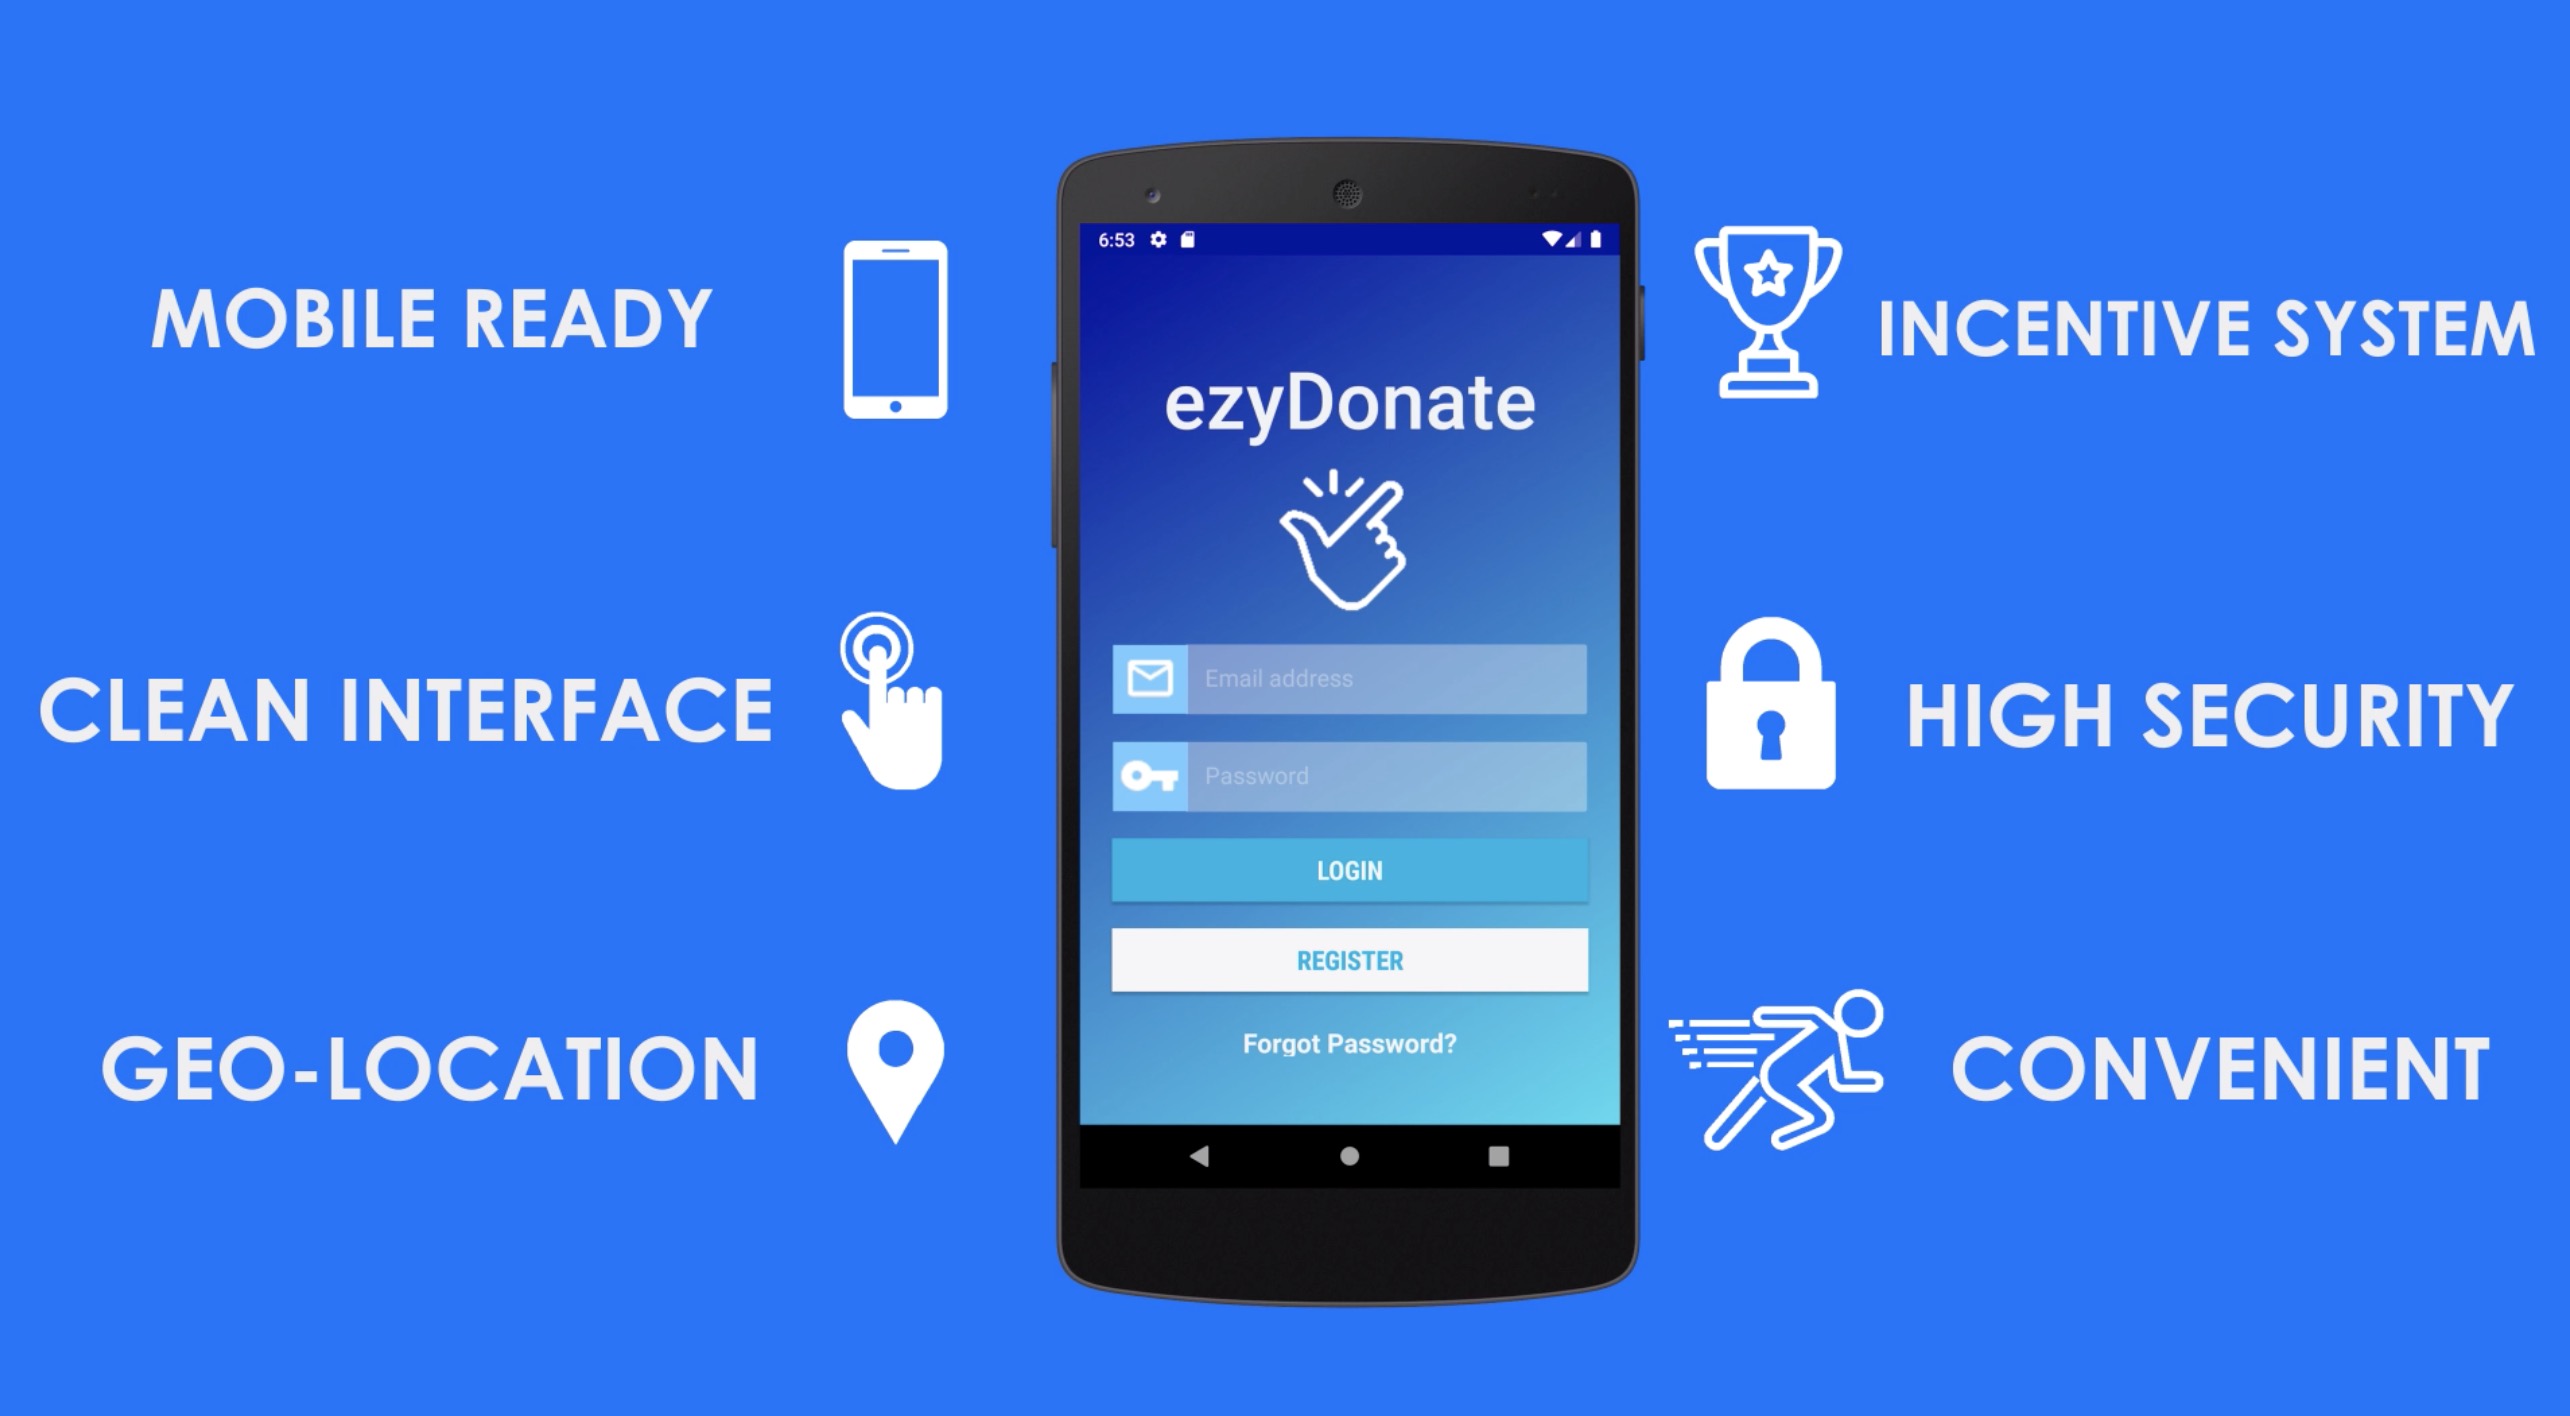 MOBILE READY
CLEAN INTERFACE
GEO-LOCATION
6:53
ezyDonate
Email address
Password
LOGIN
REGISTER
Forgot Password?
INCENTIVE SYSTEM
HIGH SECURITY
CONVENIENT